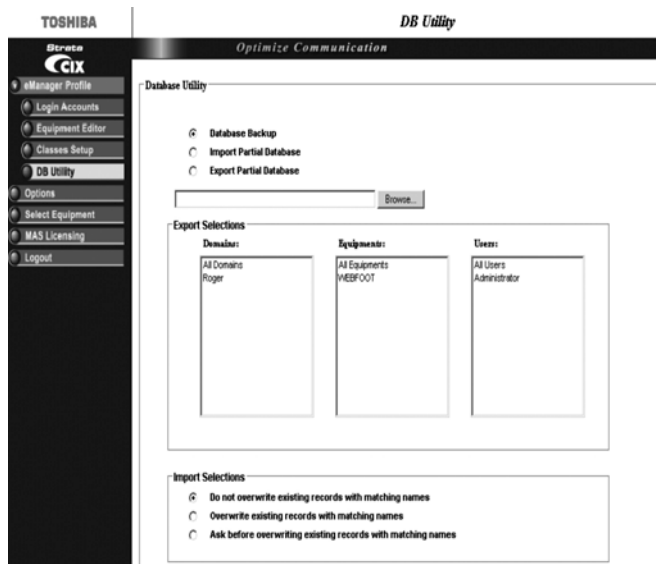 TOSHIBA
DB Utility
Strata
CIX
Optimize Communication
eManager Profile
Login Accounts
Equipment Editor
Classes Setup
DB Utility
Options
Select Equipment
MAS Licensing
Logout
Database Utility
Database Backup
Import Partial Database
Export Partial Database
Browse...
Export Selections
Domains:
Equipments:
Users:
All Domains
Roger
All Equipments
WEBFOOT
All Users
Administrator
Import Selections
Do not overwrite existing records with matching names
Overwrite existing records with matching names
Ask before overwriting existing records with matching names